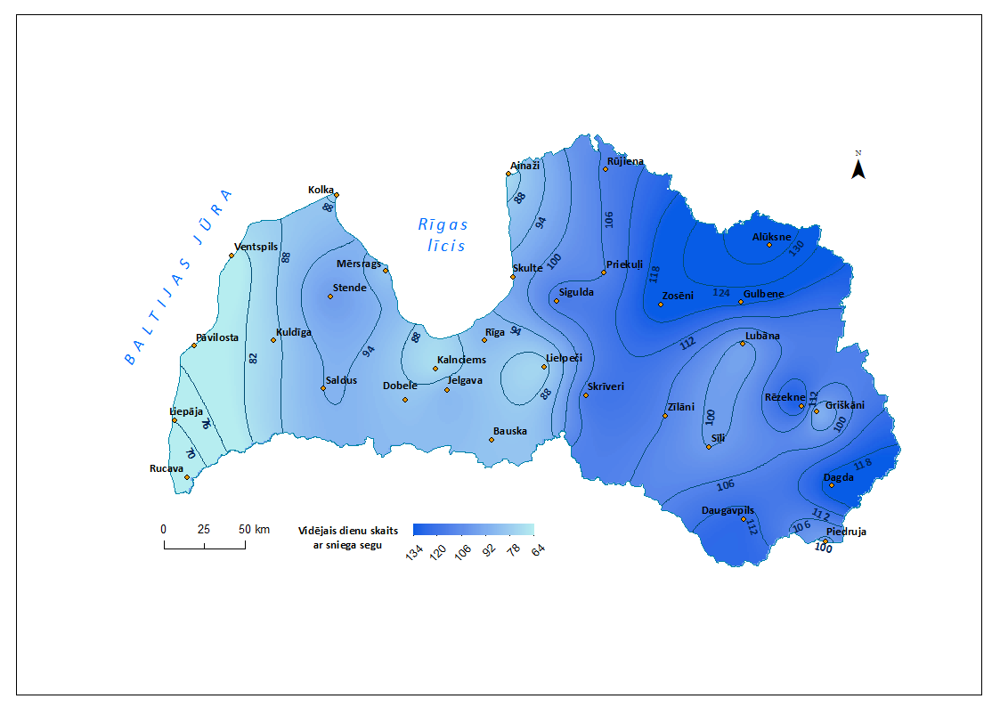 N
Ainaži
Rūjiena
Kolka
88
88
94
106
BALTIJAS JŪRA
Rīgas
līcis
Alūksne
130
Ventspils
88
Mērsrags
100
Priekuļi
118
Skulte
Stende
Sigulda
Zosēni
124
Gulbene
Pāvilosta
Kuldīga
82
94
88
Rīga
94
112
Lubāna
Kalnciems
Lielpeči
Saldus
Dobele
Jelgava
88
Skrīveri
Rēzekne
112
Griškāni
Liepāja
76
Zīlāni
100
100
Bauska
Sīļi
70
Rucava
118
Dagda
106
Daugavpils
112
112
106
Piedruja
100
0 25 50 km
Vidējais dienu skaits
ar sniega segu
134 120 106 92 78 64